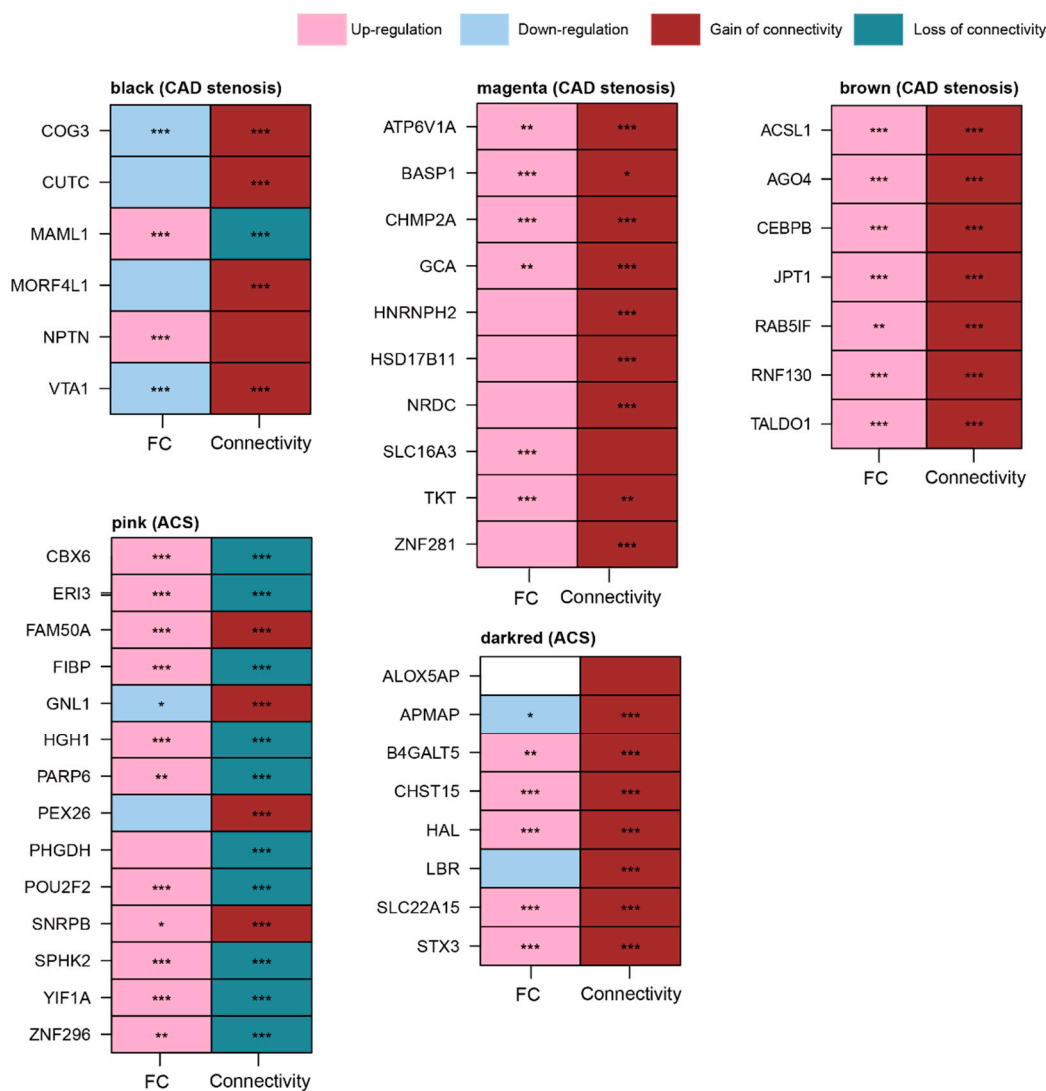 Up-regulation Down-regulation Gain of connectivity Loss of connectivity
black (CAD stenosis)
COG3 *** ***
CUTC ***
MAML1 *** ***
MORF4L1 ***
NPTN ***
VTA1 *** ***
FC Connectivity
magenta (CAD stenosis)
ATP6V1A ** ***
BASP1 *** *
CHMP2A *** ***
GCA ** ***
HNRNPH2 ***
HSD17B11 ***
NRDC ***
SLC16A3 ***
TKT *** **
ZNF281 ***
FC Connectivity
brown (CAD stenosis)
ACSL1 *** ***
AGO4 *** ***
CEBPB *** ***
JPT1 *** ***
RAB5IF ** ***
RNF130 *** ***
TALDO1 *** ***
FC Connectivity
pink (ACS)
CBX6 *** ***
ERI3 *** ***
FAM50A *** ***
FIBP *** ***
GNL1 * ***
HGH1 *** ***
PARP6 ** ***
PEX26 ***
PHGDH ***
POU2F2 *** ***
SNRPB * ***
SPHK2 *** ***
YIF1A *** ***
ZNF296 ** ***
FC Connectivity
darkred (ACS)
ALOX5AP
APMAP * ***
B4GALT5 ** ***
CHST15 *** ***
HAL *** ***
LBR ***
SLC22A15 *** ***
STX3 *** ***
FC Connectivity